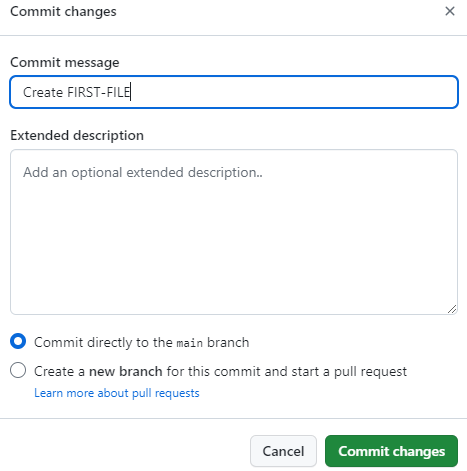 Commit changes
Commit message
Create FIRST-FILE
Extended description
Add an optional extended description..
Commit directly to the main branch
Create a new branch for this commit and start a pull request
Learn more about pull requests
Cancel
Commit changes